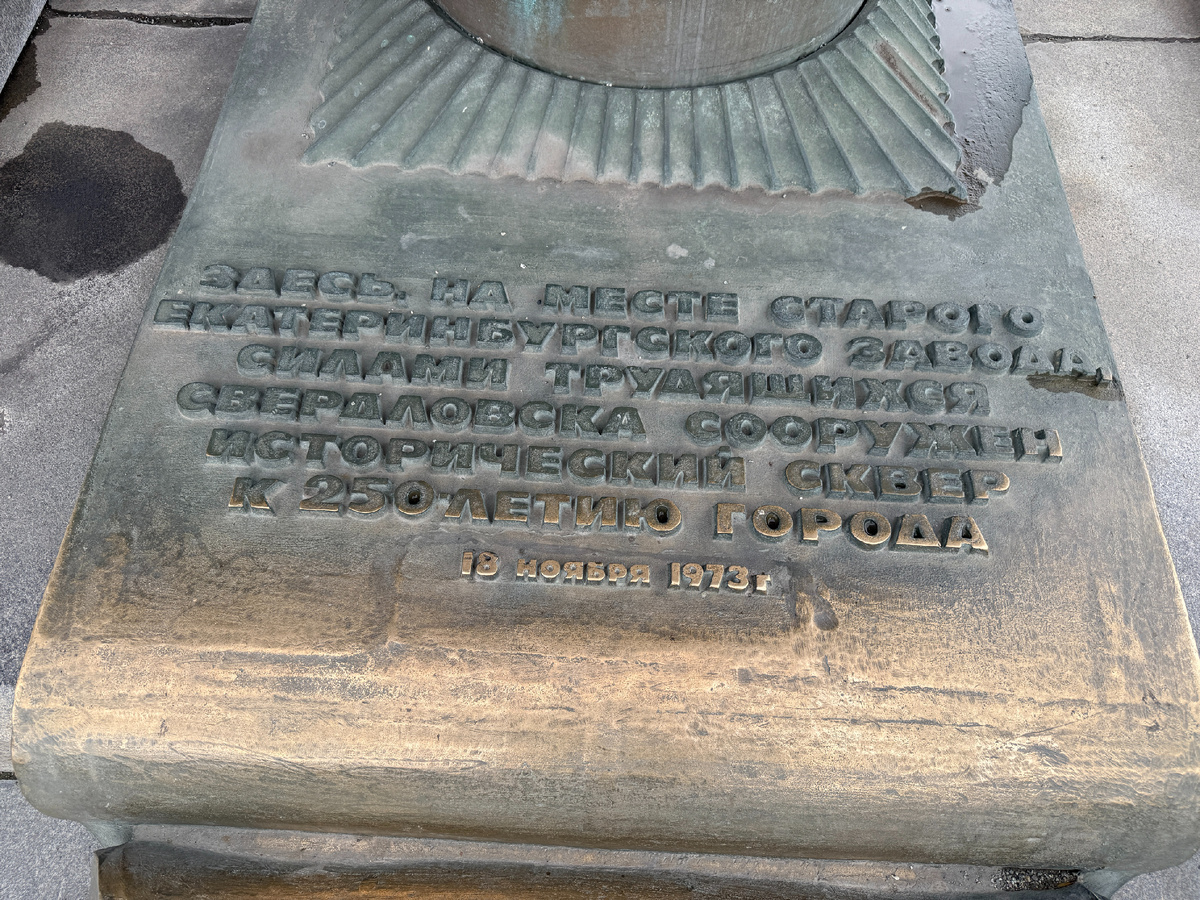 ЗДЕСЬ, НА МЕСТЕ СТАРОГО
ЕКАТЕРИНБУРГСКОГО ЗАВОДА,
СИЛАМИ ТРУДЯЩИХСЯ
СВЕРДЛОВСКА СООРУЖЕН
ИСТОРИЧЕСКИЙ СКВЕР
К 250-ЛЕТИЮ ГОРОДА
18 НОЯБРЯ 1973г